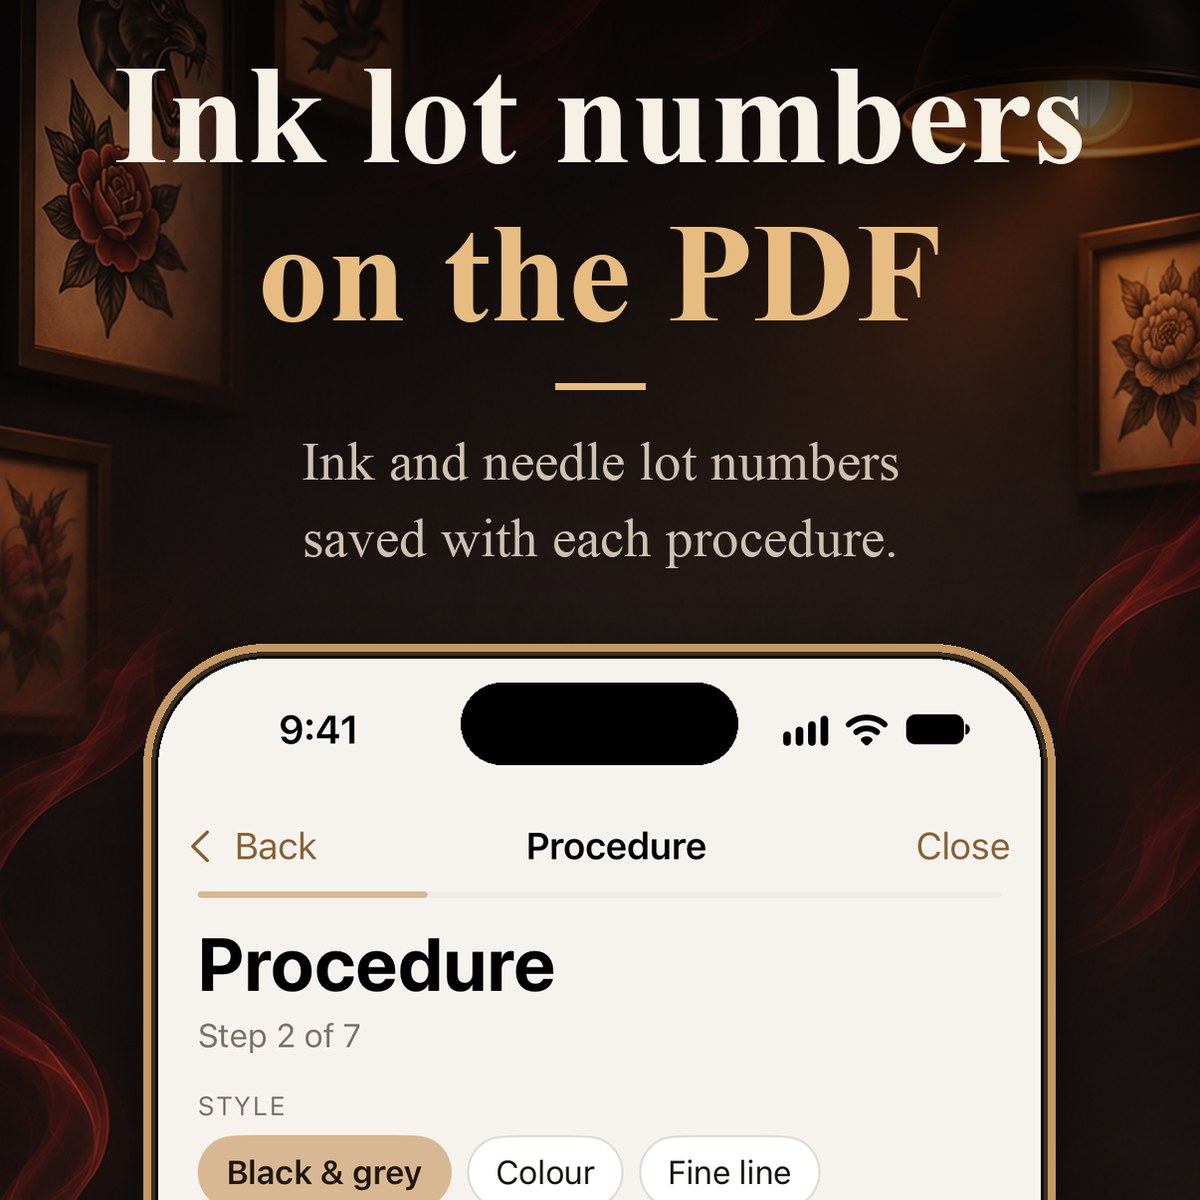 Ink lot numbers
on the PDF
Ink and needle lot numbers
saved with each procedure.
9:41
Back Procedure Close
Procedure
Step 2 of 7
STYLE
Black & grey Colour Fine line